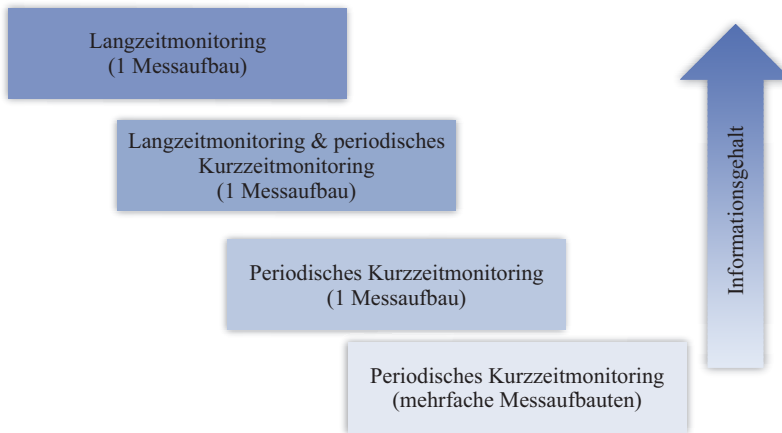 Langzeitmonitoring
(1 Messaufbau)
Langzeitmonitoring & periodisches
Kurzzeitmonitoring
(1 Messaufbau)
Periodisches Kurzzeitmonitoring
(1 Messaufbau)
Periodisches Kurzzeitmonitoring
(mehrfache Messaufbauten)
Informationsgehalt